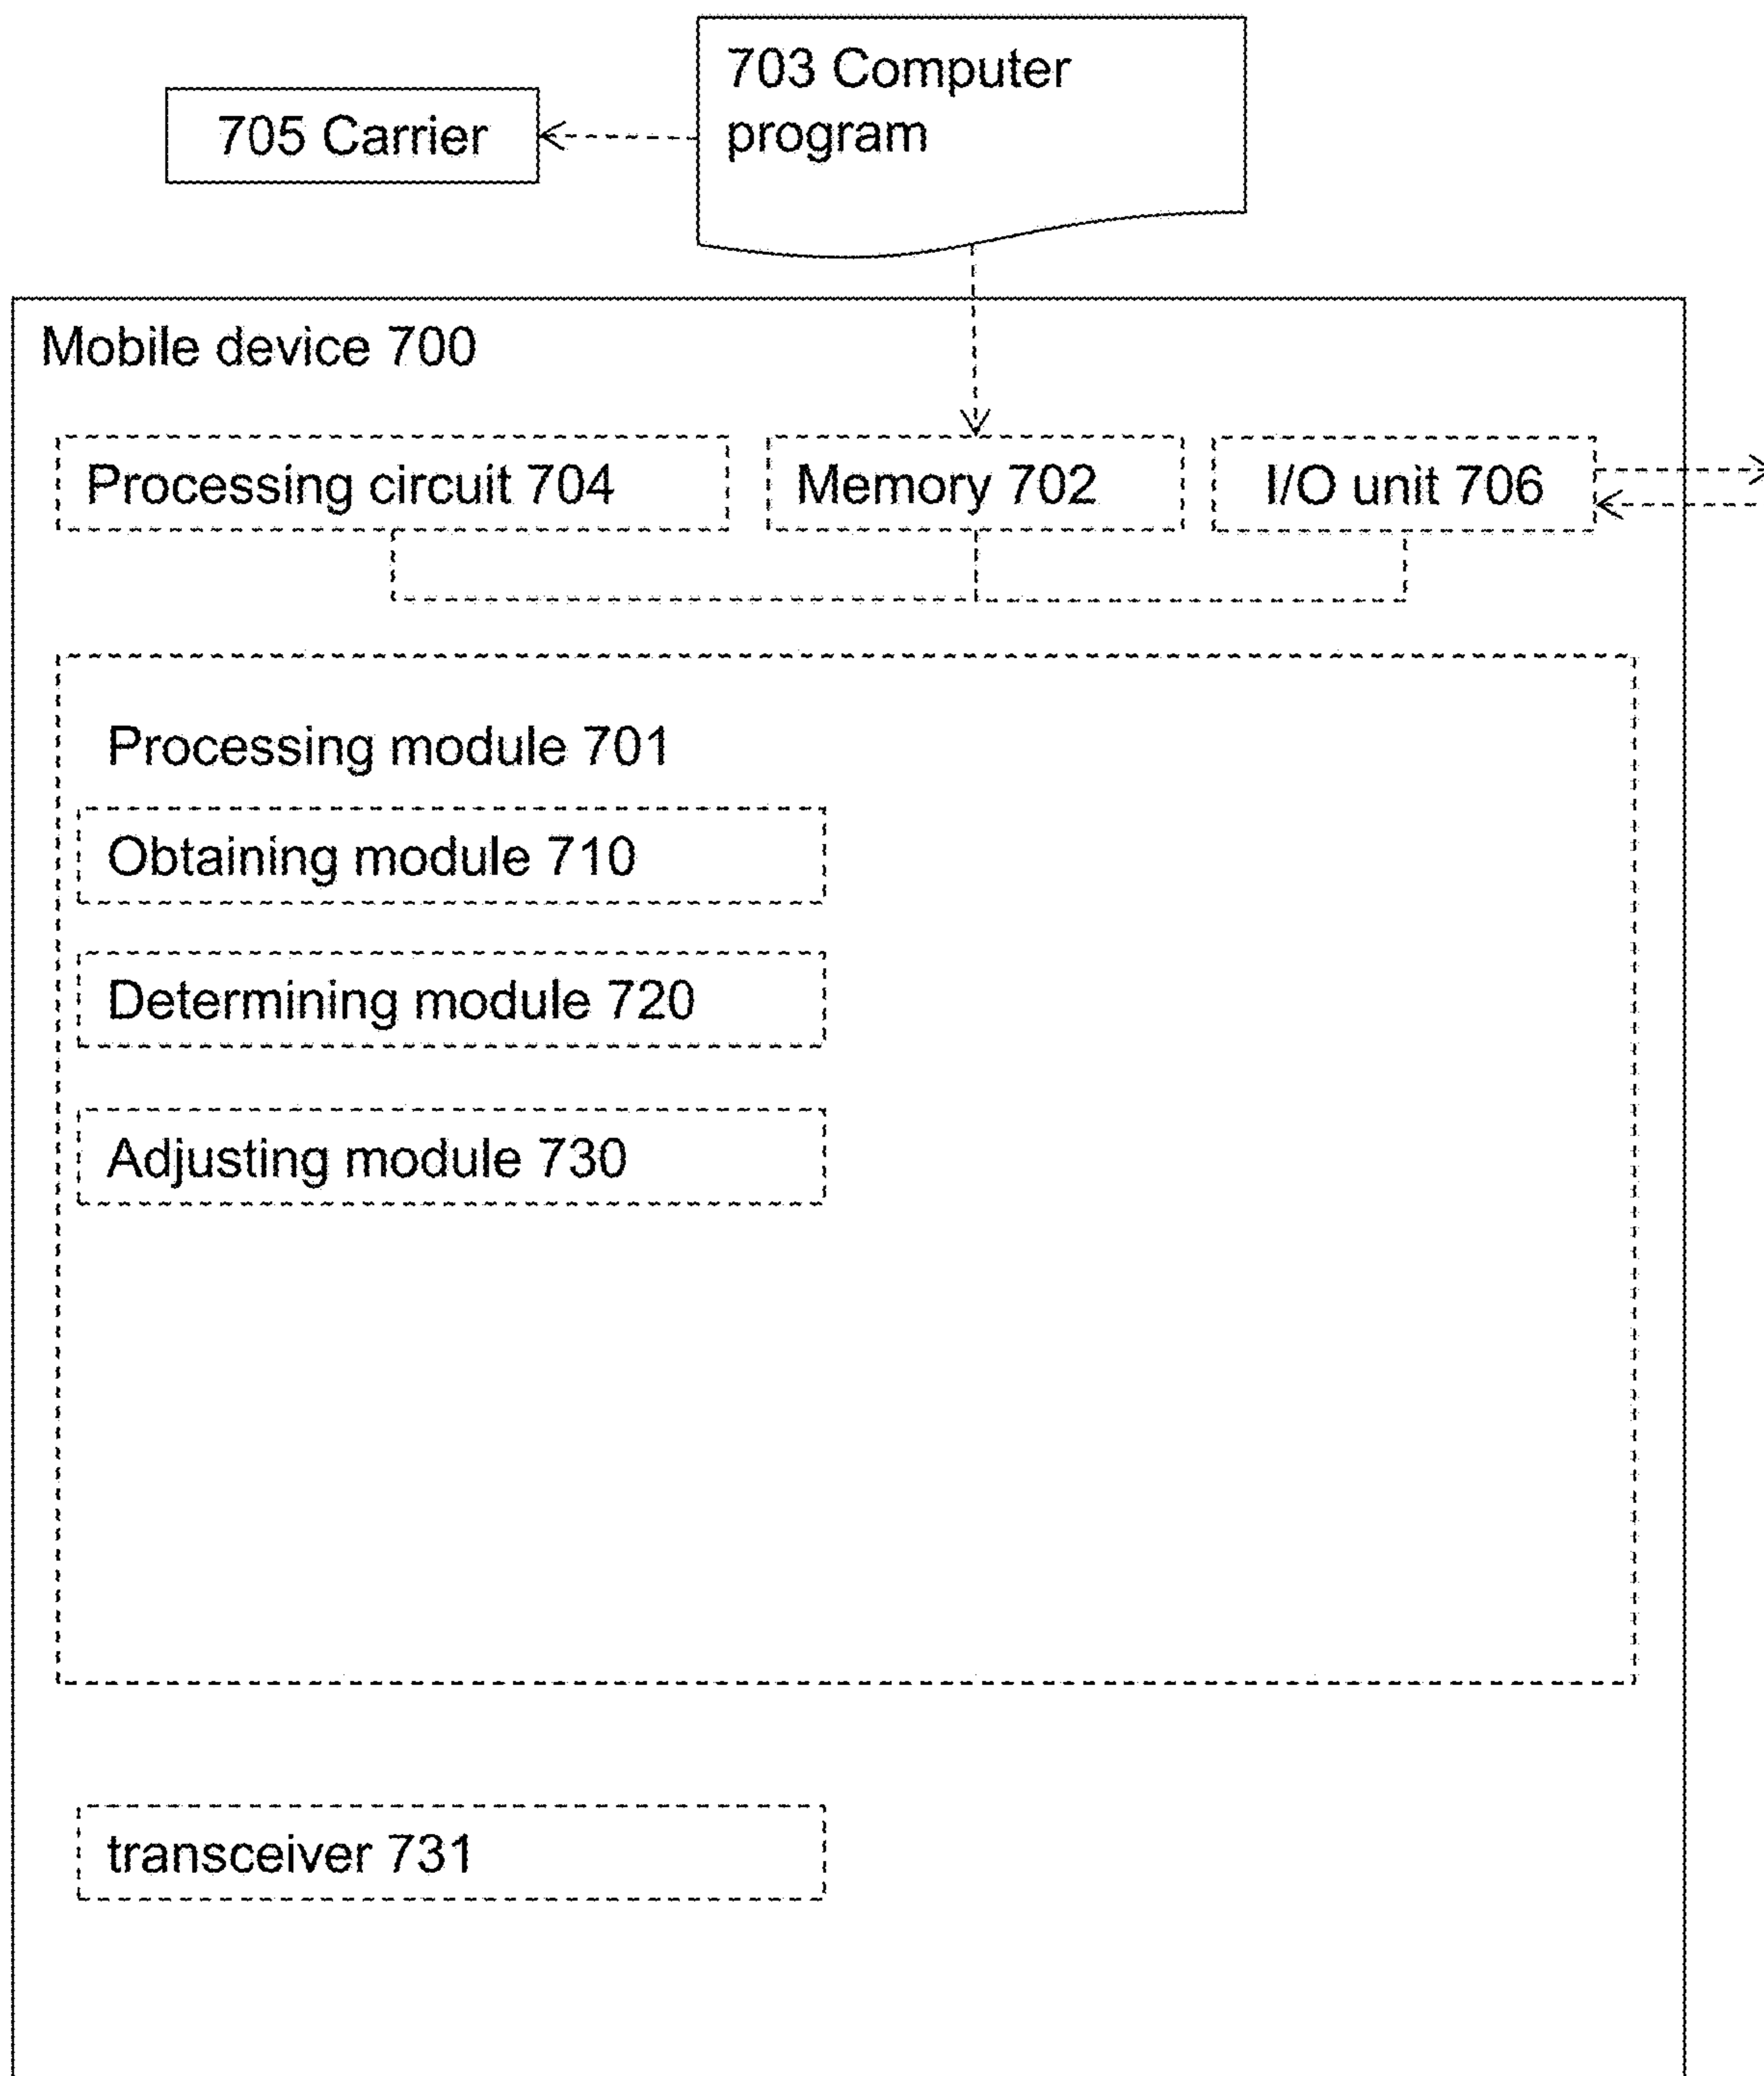 703 Computer
program
705 Carrier
Mobile device 700
Processing circuit 704
Memory 702
I/O unit 706
Processing module 701
Obtaining module 710
Determining module 720
Adjusting module 730
transceiver 731